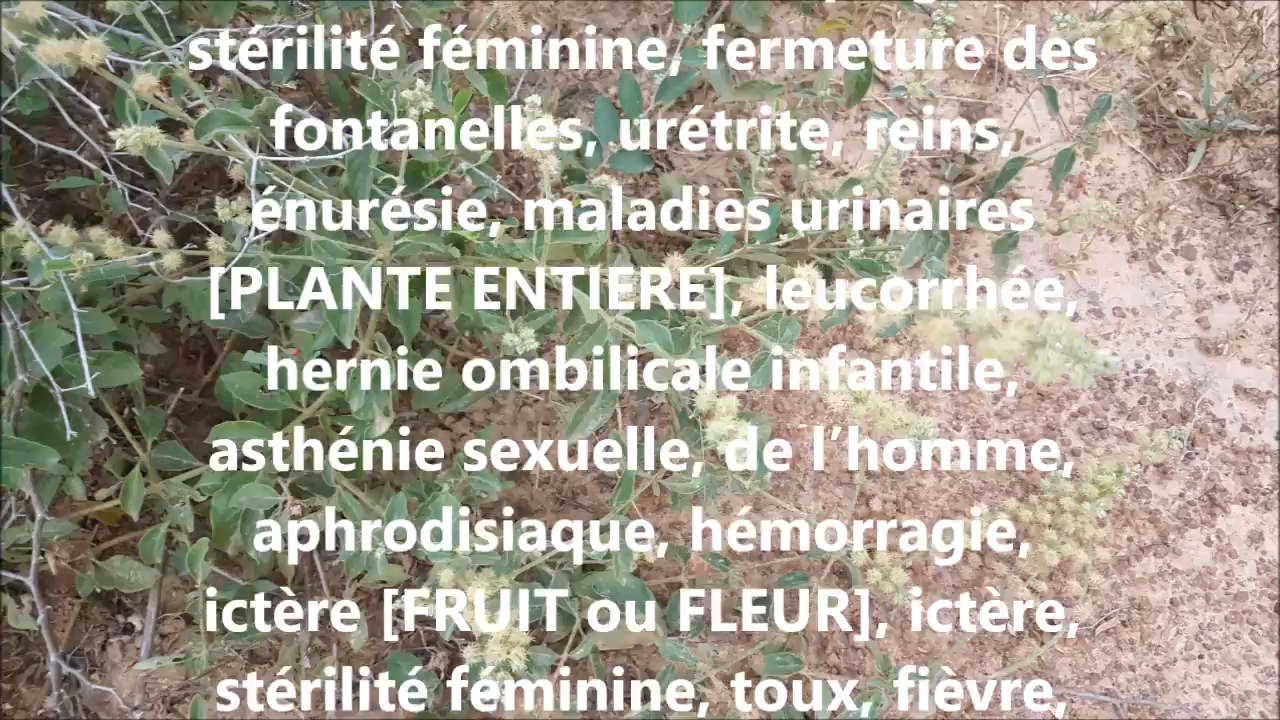 stérilité féminine, fermeture des
fontanelles, urétrite, reins,
énurésie, maladies urinaires
[PLANTE ENTIERE], leucorrhée,
hernie ombilicale infantile,
asthénie sexuelle, de l’homme,
aphrodisiaque, hémorragie,
ictère [FRUIT ou FLEUR], ictère,
stérilité féminine, toux, fièvre,